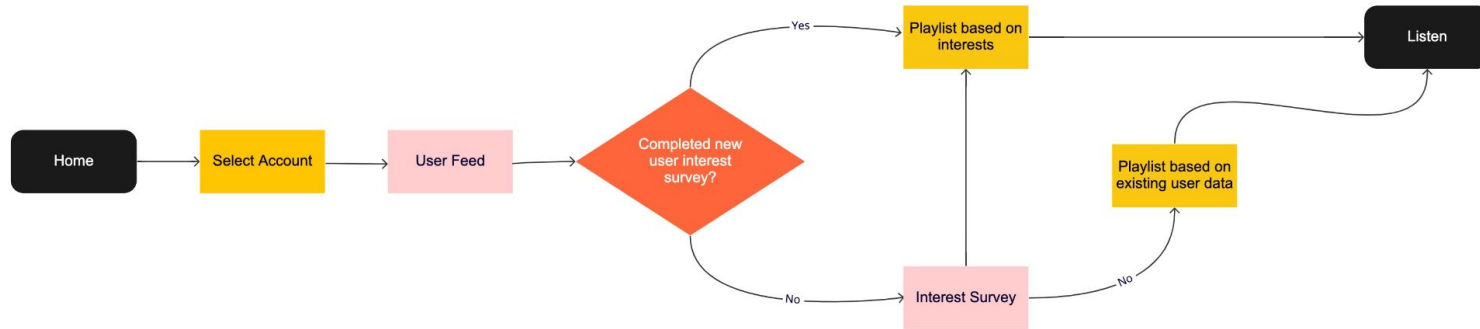 Home
Select Account
User Feed
Completed new
user interest
survey?
Yes
Playlist based on
interests
Listen
No
Interest Survey
No
Playlist based on
existing user data